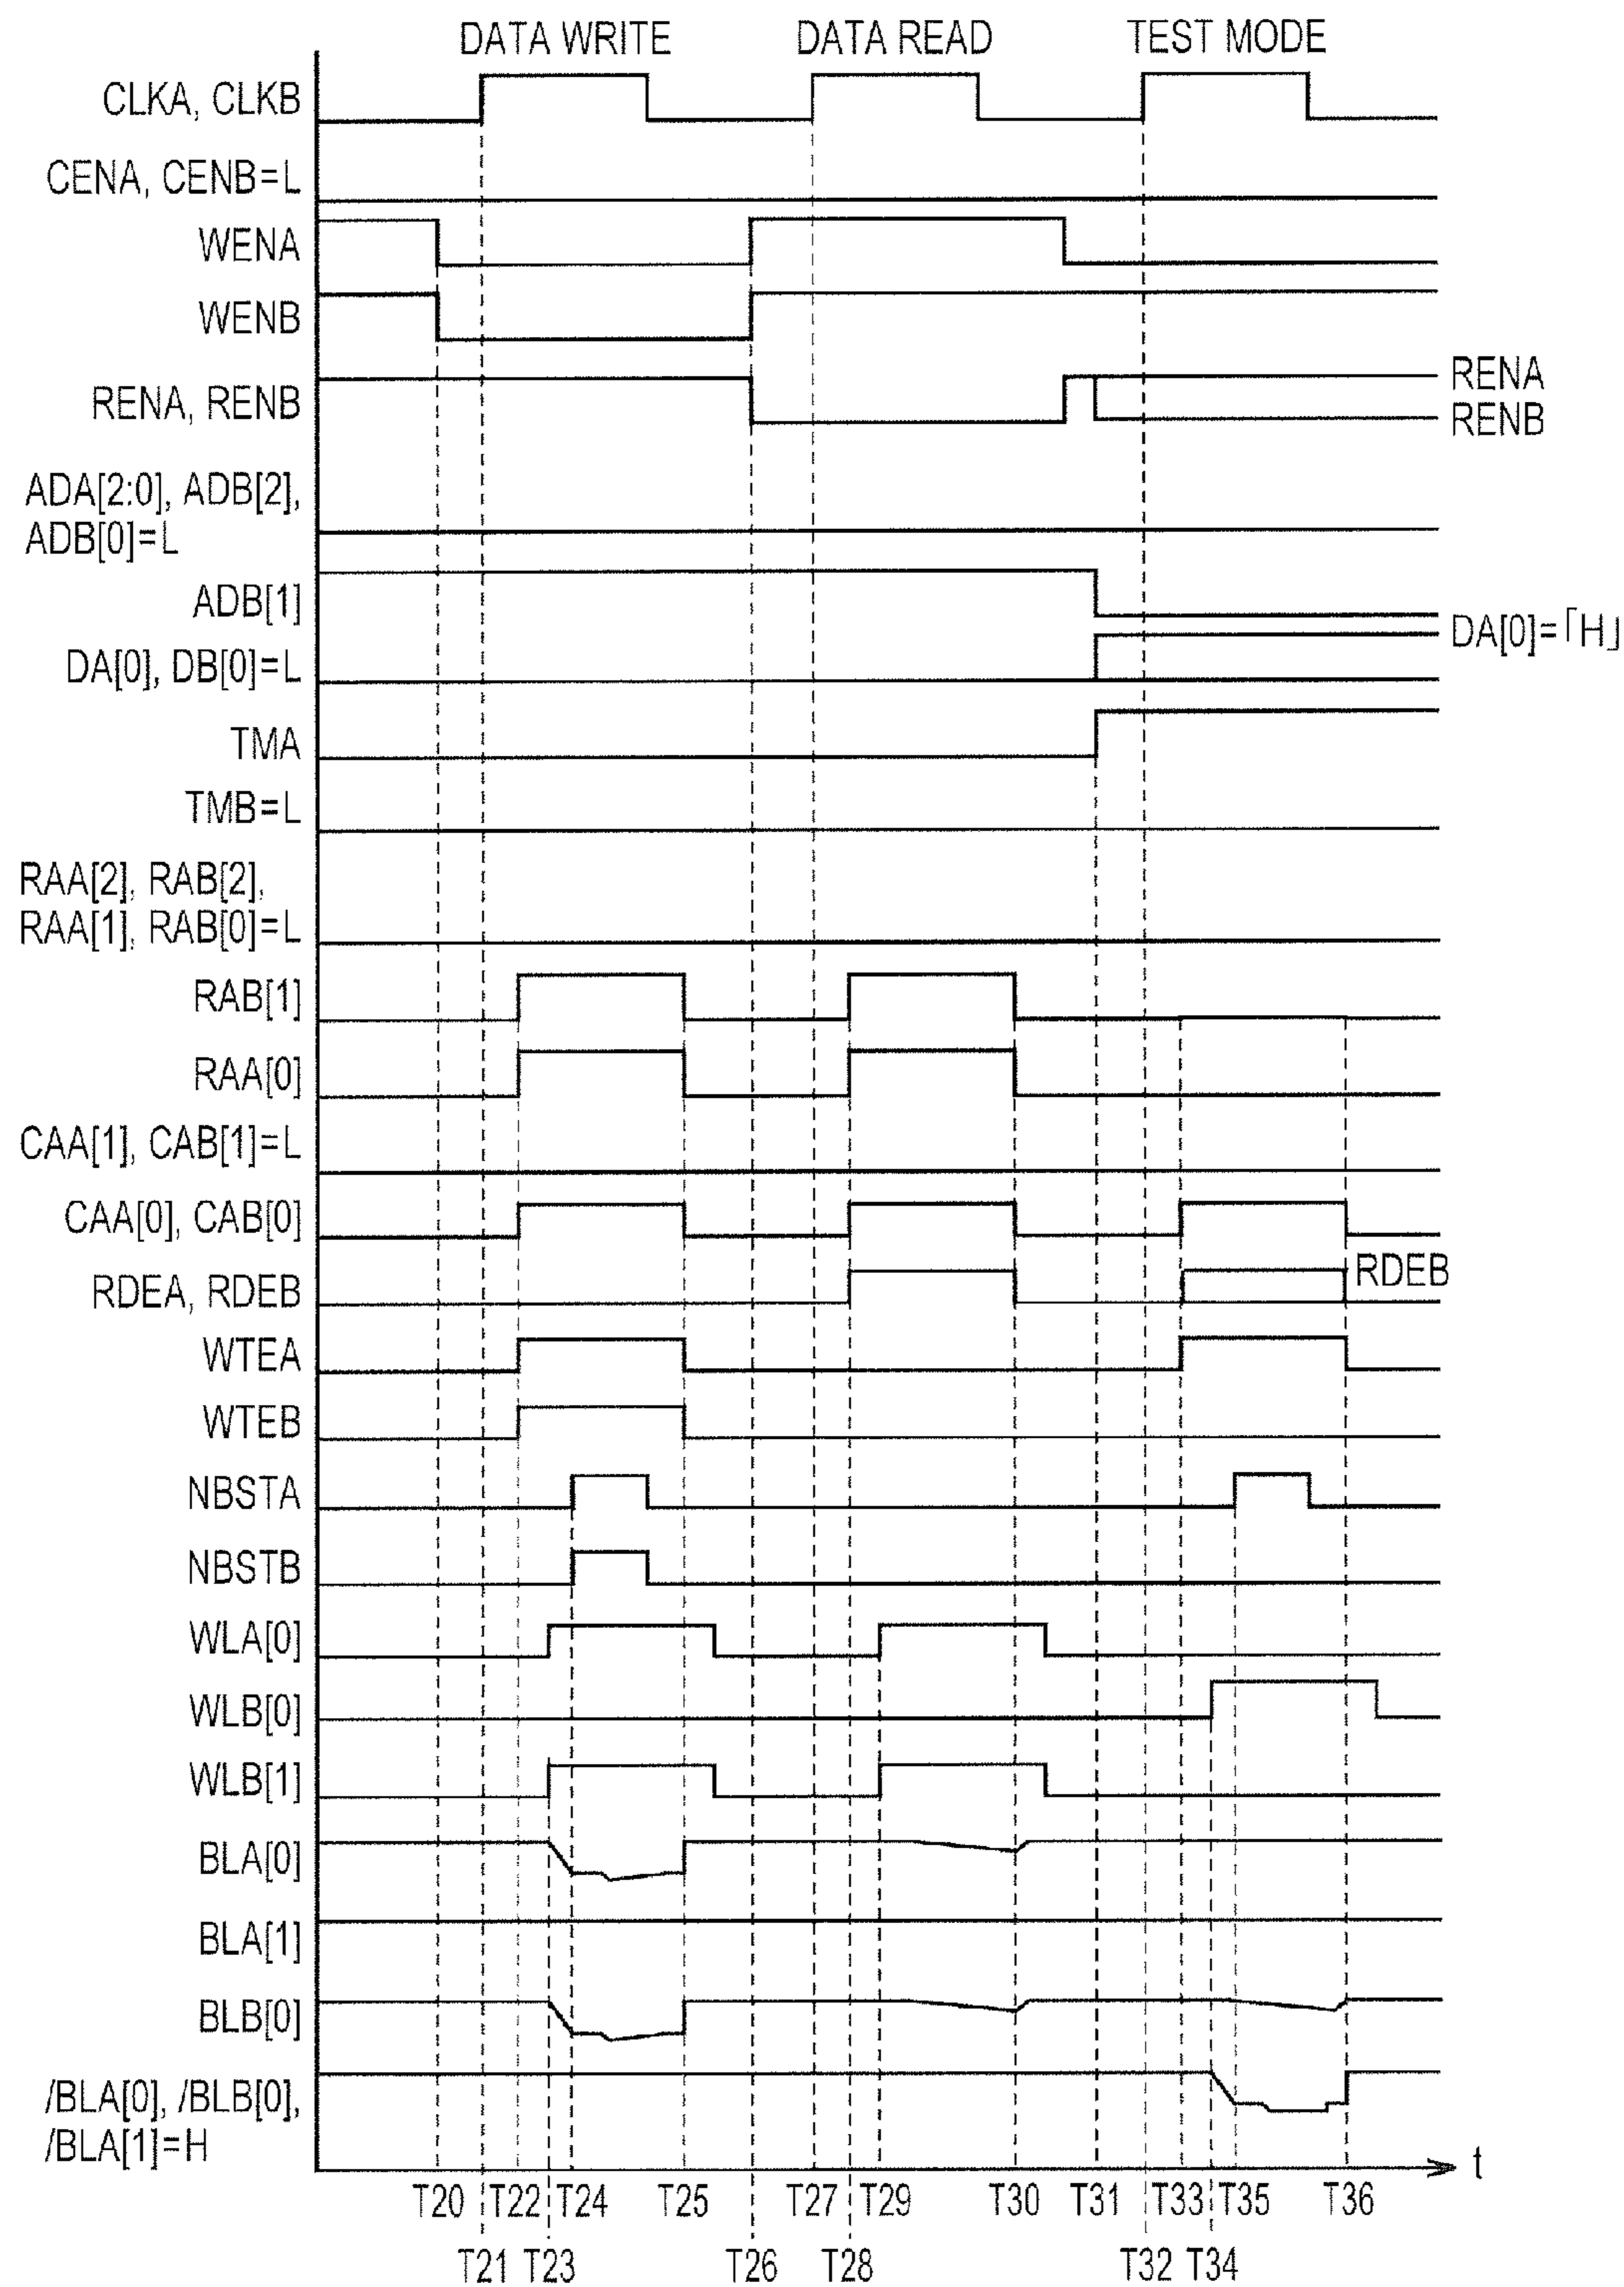 DATA WRITE DATA READ TEST MODE
CLKA, CLKB
CENA, CENB=L
WENA
WENB
RENA, RENB
RENA
RENB
ADA[2:0], ADB[2],
ADB[0]=L
ADB[1]
DA[0]=「H」
DA[0], DB[0]=L
TMA
TMB=L
RAA[2], RAB[2],
RAA[1], RAB[0]=L
RAB[1]
RAA[0]
CAA[1], CAB[1]=L
CAA[0], CAB[0]
RDEA, RDEB
RDEB
WTEA
WTEB
NBSTA
NBSTB
WLA[0]
WLB[0]
WLB[1]
BLA[0]
BLA[1]
BLB[0]
/BLA[0], /BLB[0],
/BLA[1]=H
t
T20 T22 T24 T25 T27 T29 T30 T31 T33 T35 T36
T21 T23 T26 T28 T32 T34